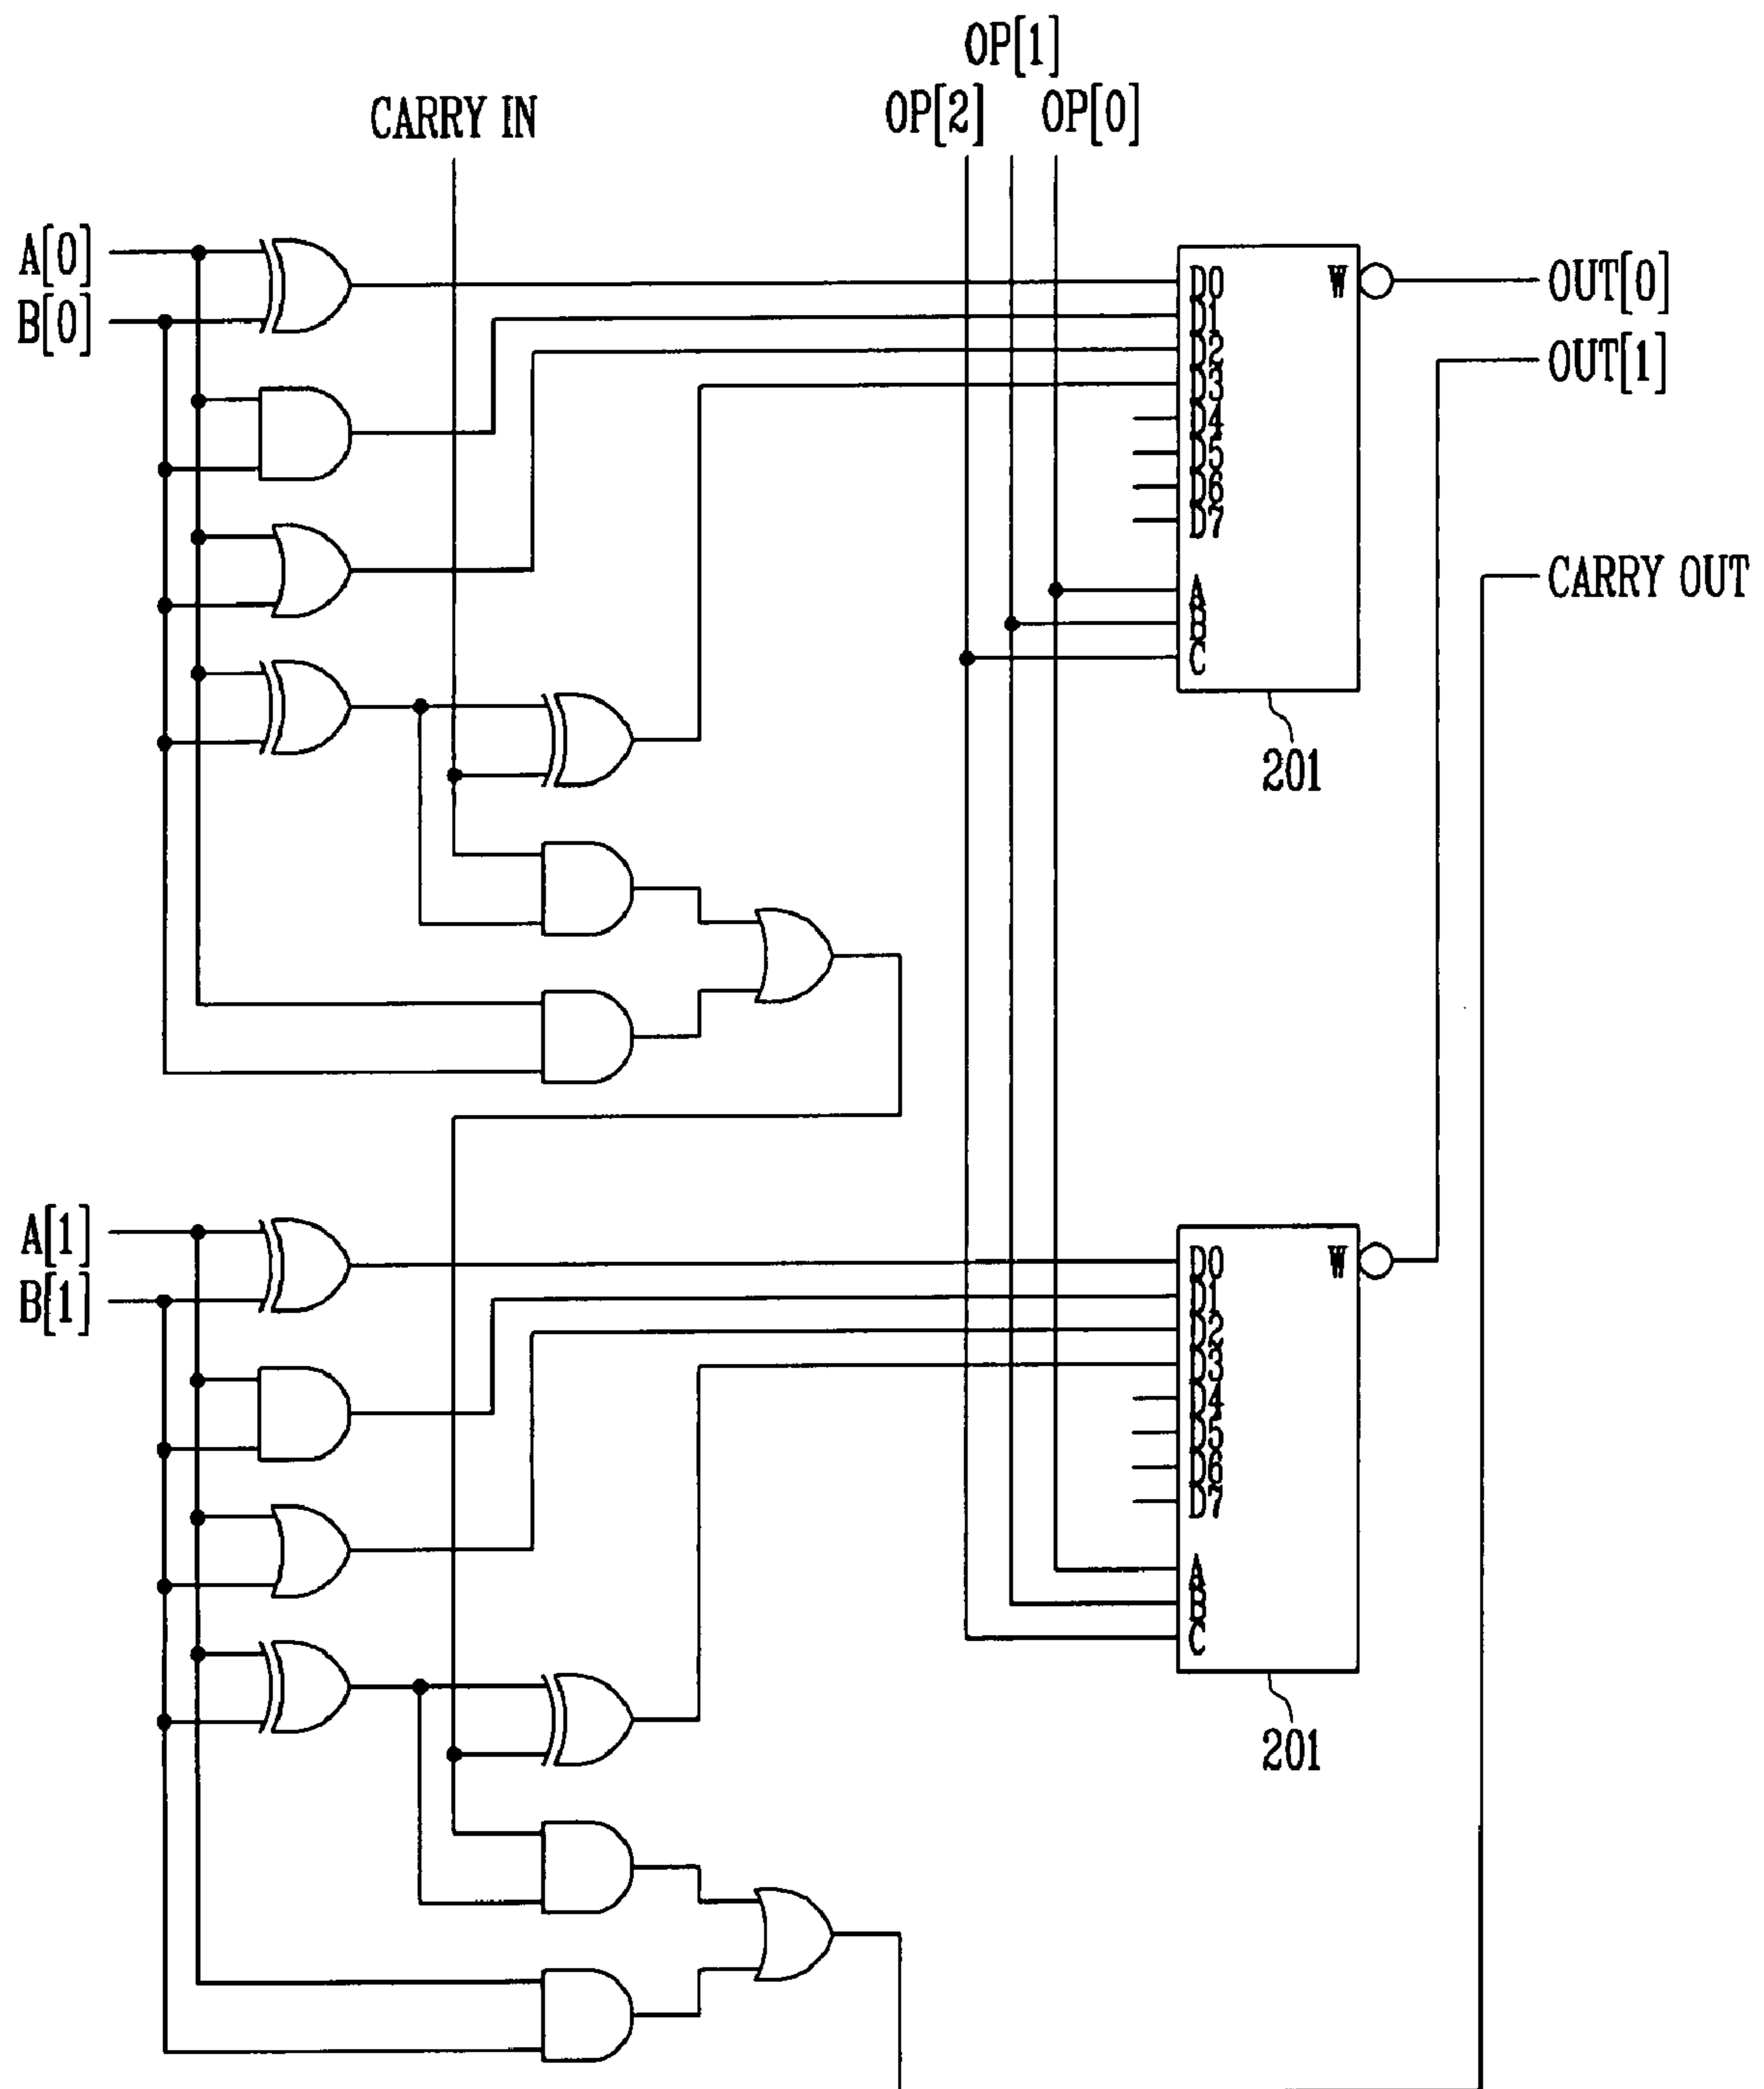 OP[1]
CARRY IN
OP[2]
OP[0]
A[0]
B[0]
D0
D1
D2
D3
D4
D5
D6
D7
A
B
C
W
OUT[0]
OUT[1]
CARRY OUT
201
A[1]
B[1]
D0
D1
D2
D3
D4
D5
D6
D7
A
B
C
W
201